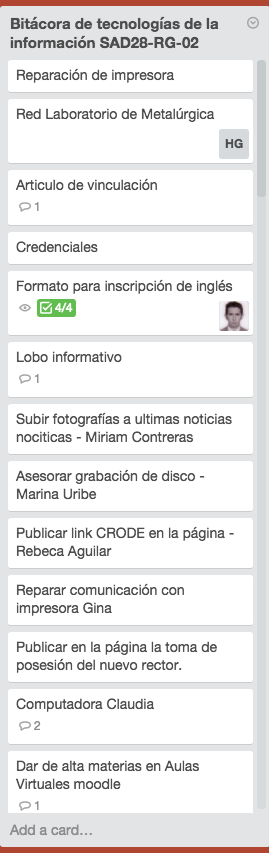 Bitácora de tecnologías de la
información SAD28-RG-02
Reparación de impresora
Red Laboratorio de Metalúrgica
HG
Articulo de vinculación
1
Credenciales
Formato para inscripción de inglés
4/4
Lobo informativo
1
Subir fotografías a ultimas noticias
nociticas - Miriam Contreras
Asesorar grabación de disco -
Marina Uribe
Publicar link CRODE en la página -
Rebeca Aguilar
Reparar comunicación con
impresora Gina
Publicar en la página la toma de
posesión del nuevo rector.
Computadora Claudia
2
Dar de alta materias en Aulas
Virtuales moodle
1
Add a card...